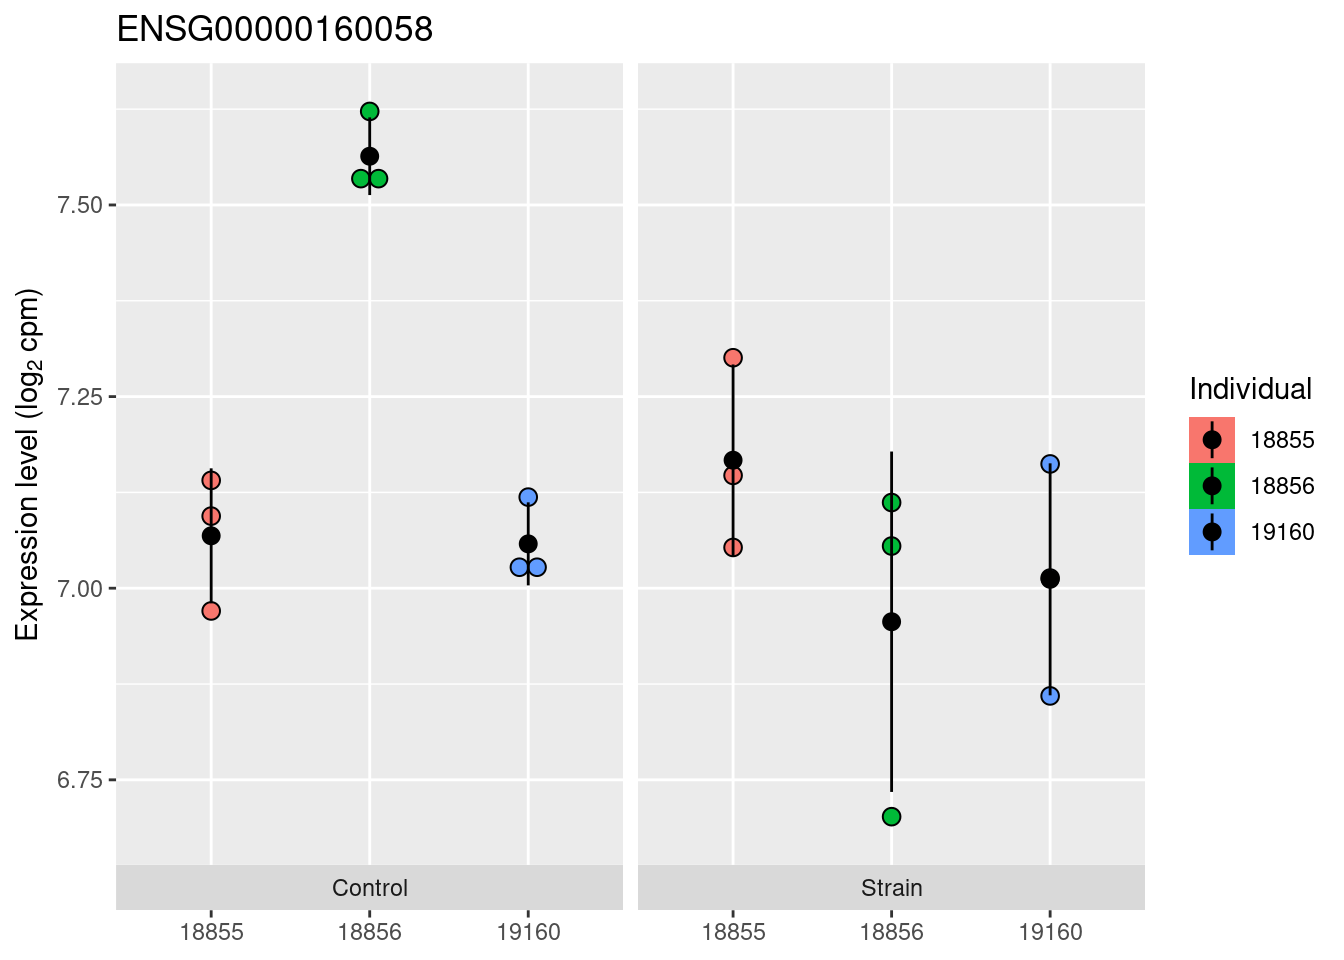 ENSG00000160058
Expression level (log₂ cpm)
7.50
7.25
7.00
6.75
Control
Strain
18855
18856
19160
18855
18856
19160
Individual
18855
18856
19160